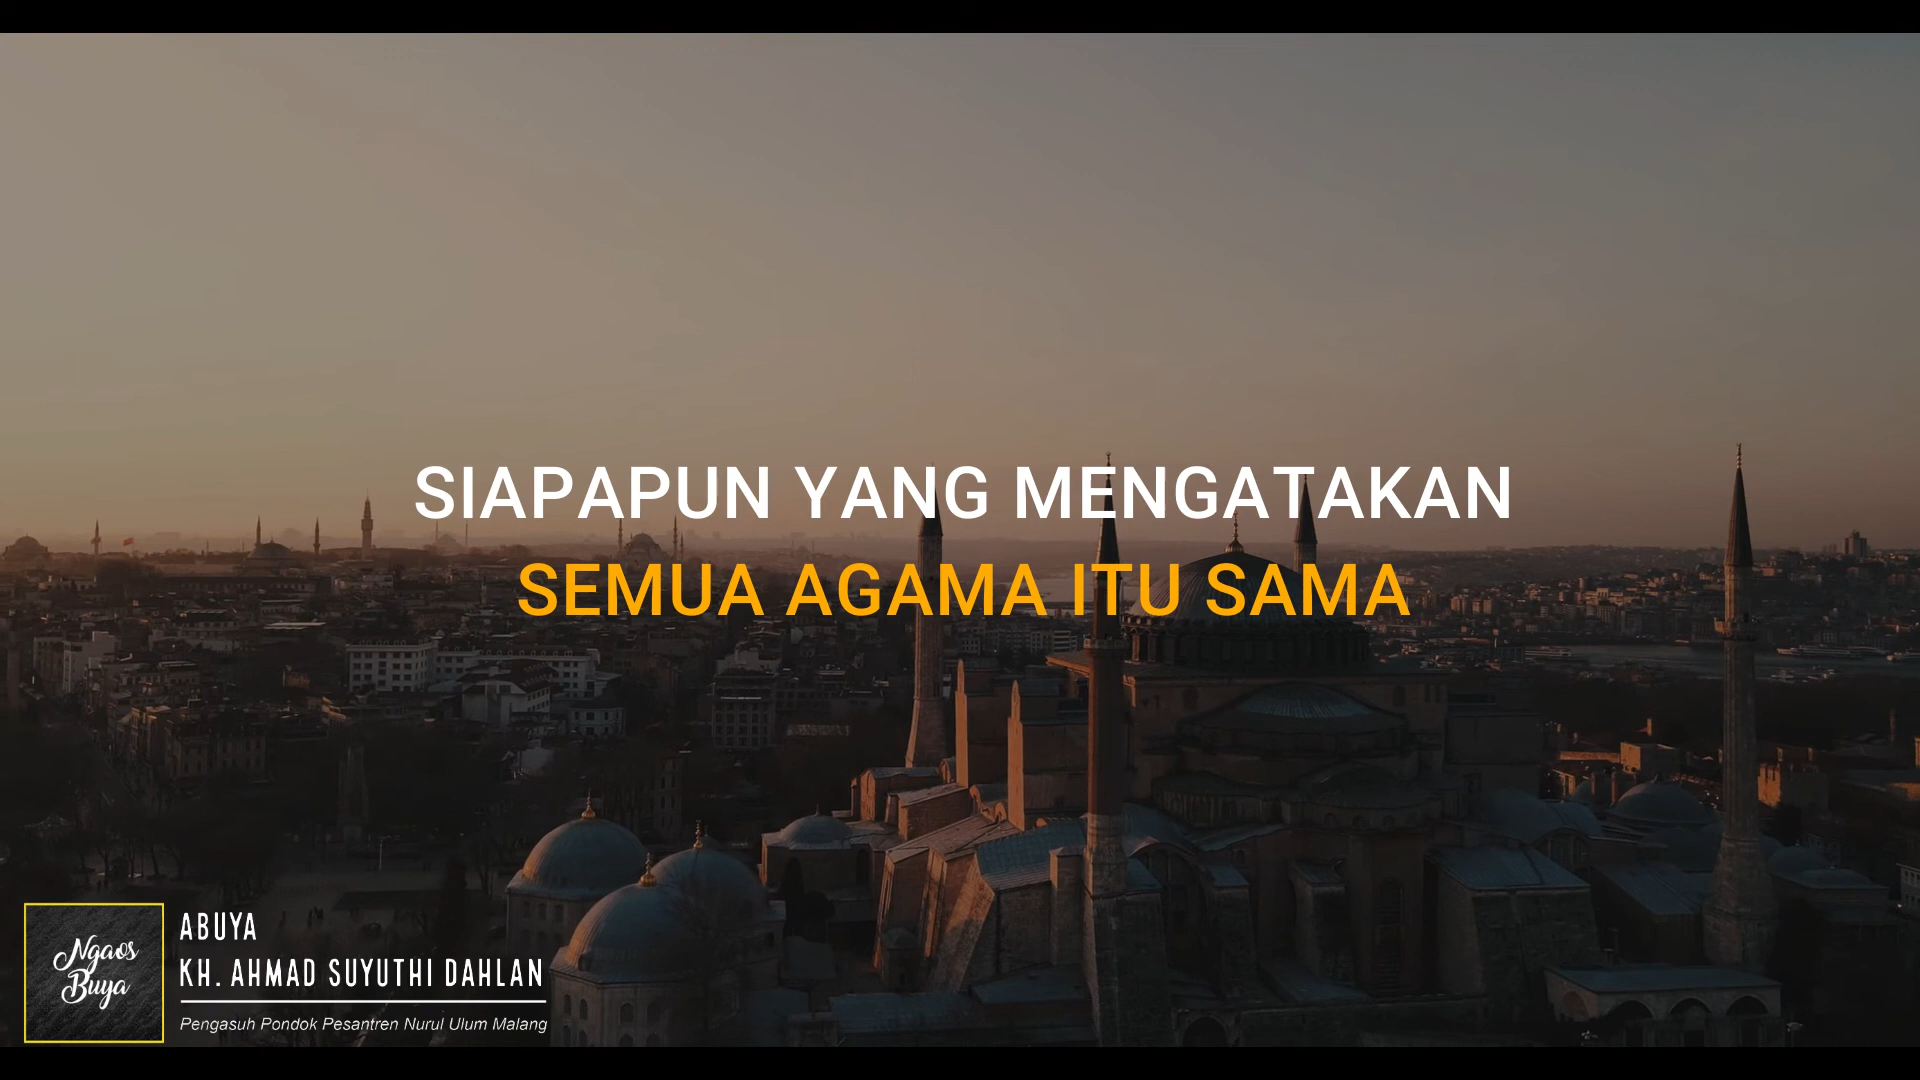 SIAPAPUN YANG MENGATAKAN
SEMUA AGAMA ITU SAMA
Ngaos
Buya
ABUYA
KH. AHMAD SUYUTHI DAHLAN
Pengasuh Pondok Pesantren Nurul Ulum Malang